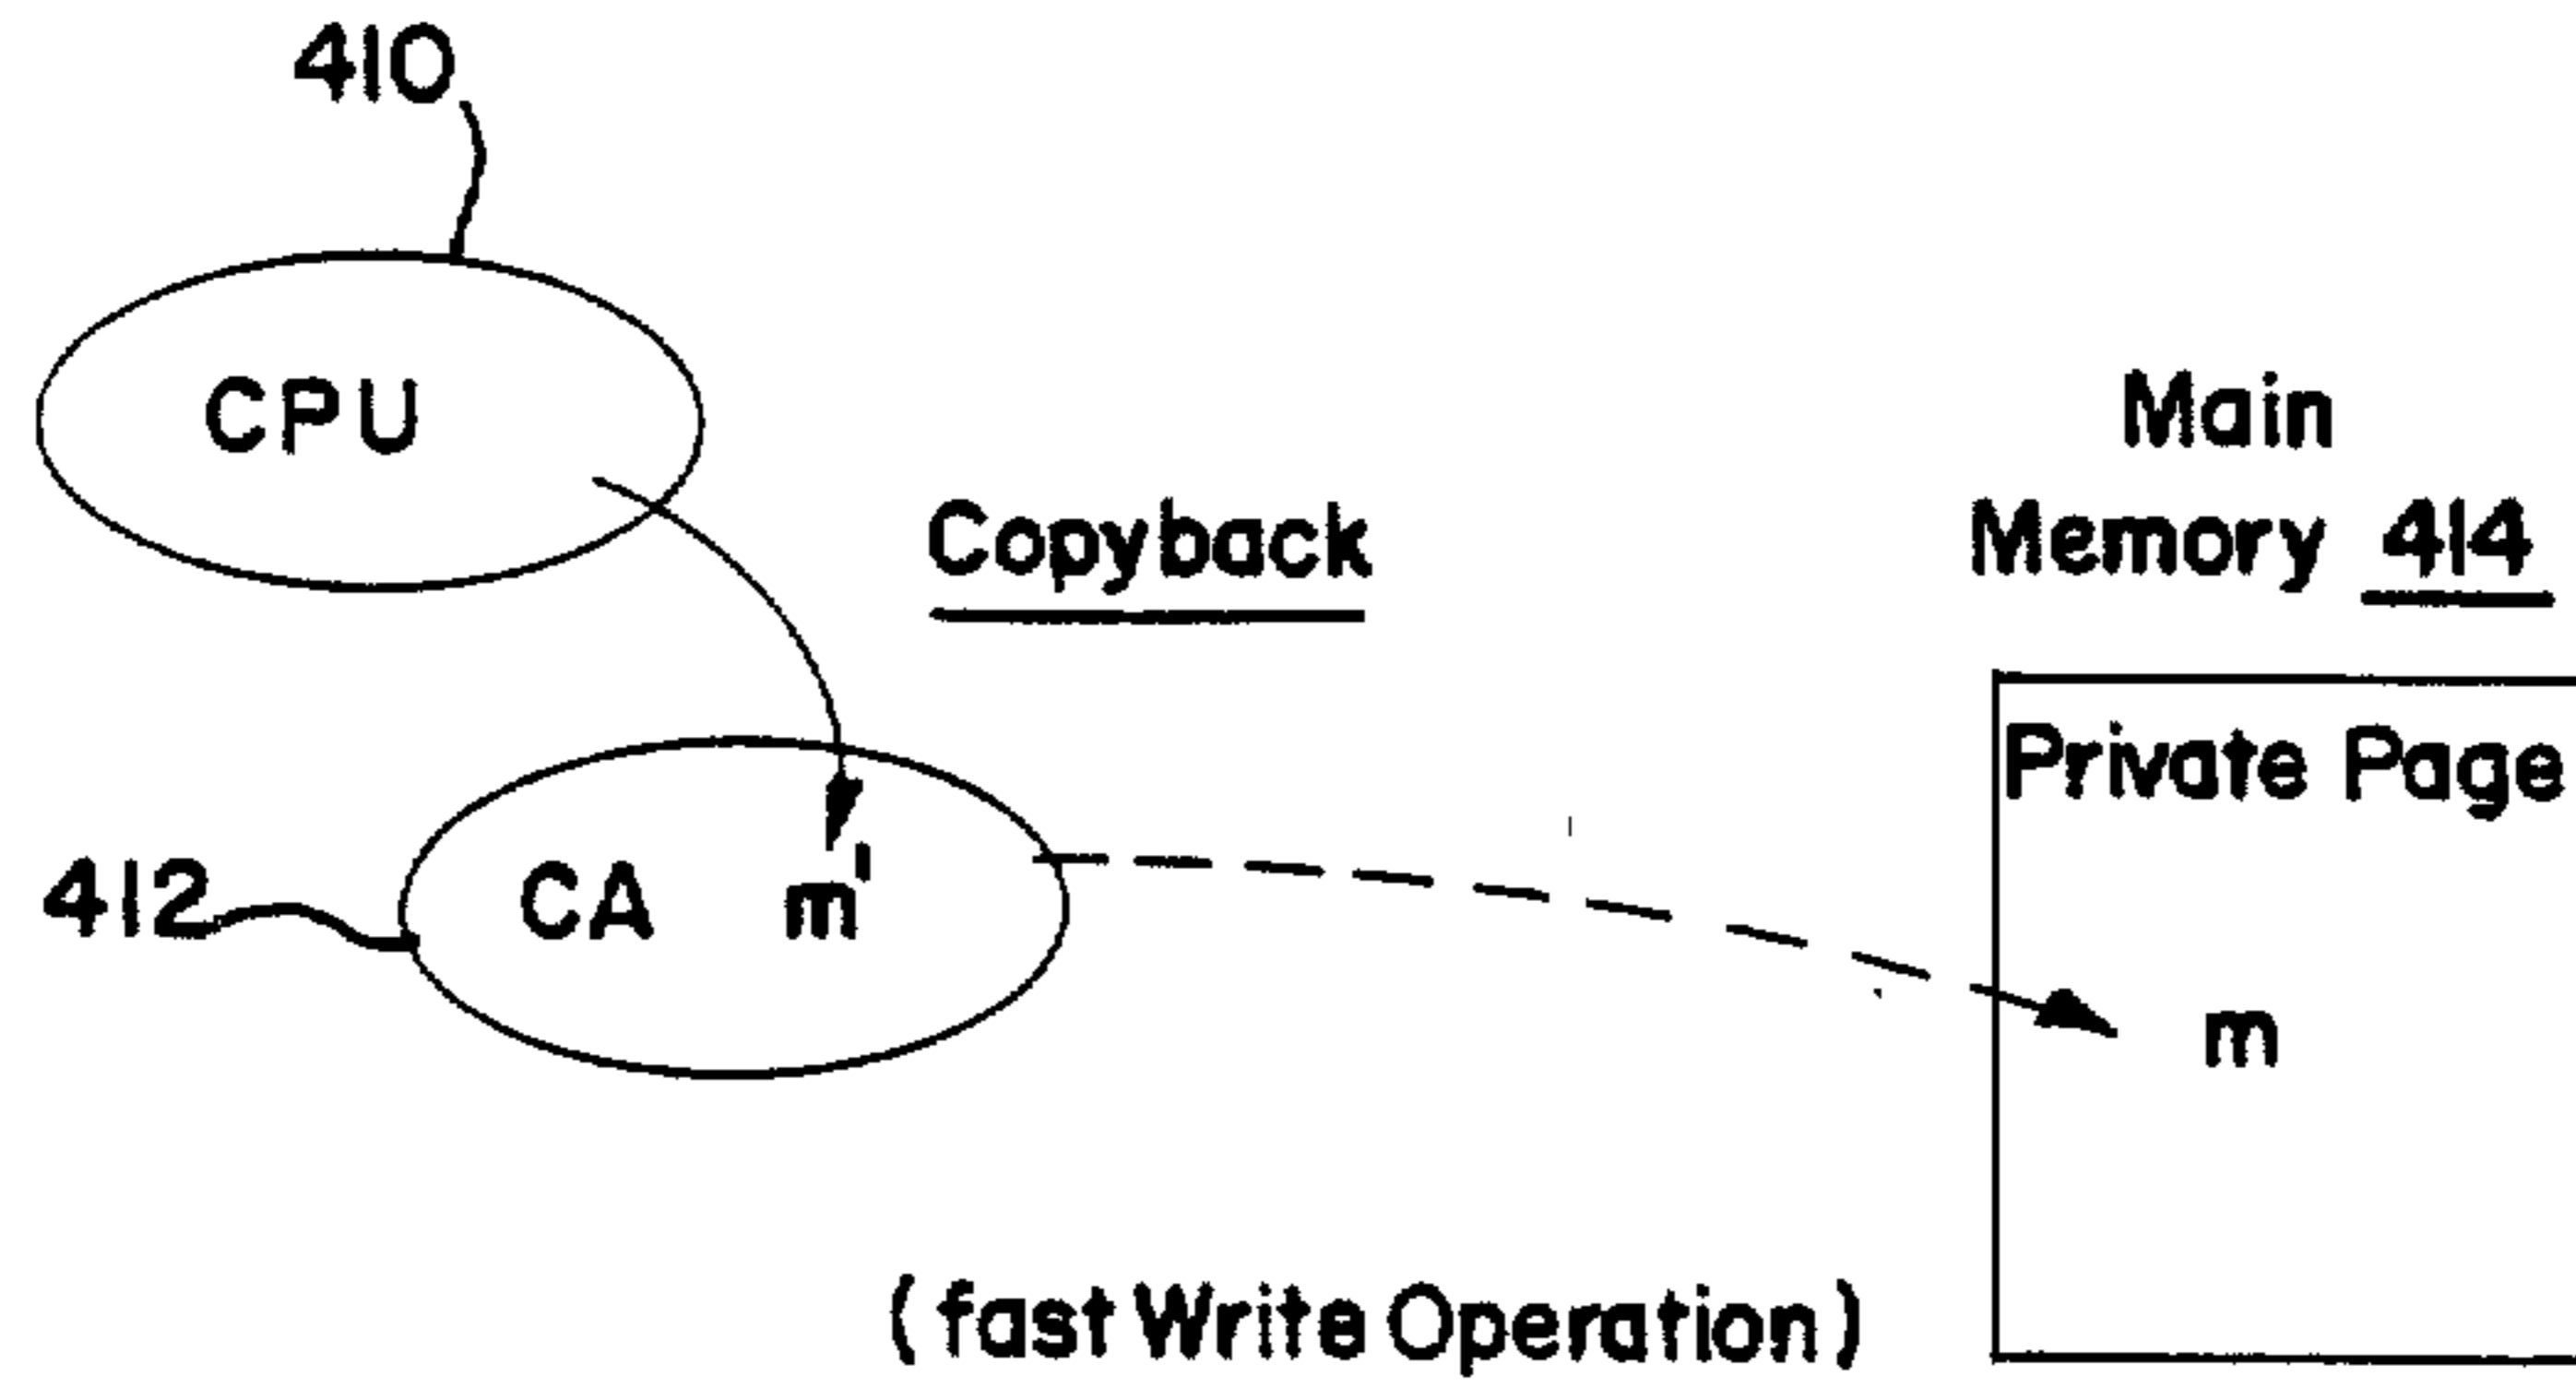 410
CPU
Copyback
Main
Memory 414
Private Page
412
CA m'
m
(fast Write Operation)